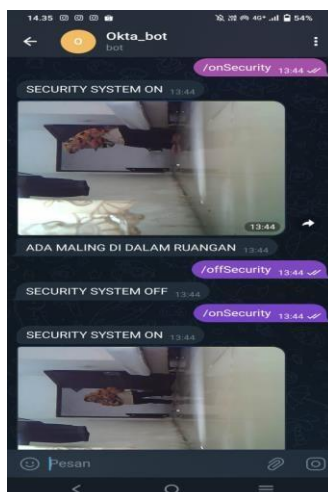 14.35 54%
Okta_bot
bot
/onSecurity 13:44
SECURITY SYSTEM ON 13:44
13:44
ADA MALING DI DALAM RUANGAN 13:44
/offSecurity 13:44
SECURITY SYSTEM OFF 13:44
/onSecurity 13:44
SECURITY SYSTEM ON 13:44
Pesan